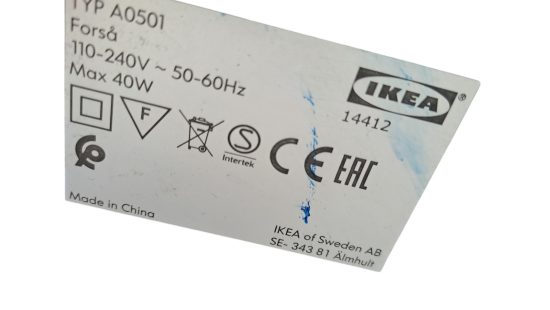 TYP A0501
Forså
110-240V ~ 50-60Hz
Max 40W
IKEA ®
14412
F
S
Intertek
CE EAC
Made in China
IKEA of Sweden AB
SE- 343 81 Älmhult